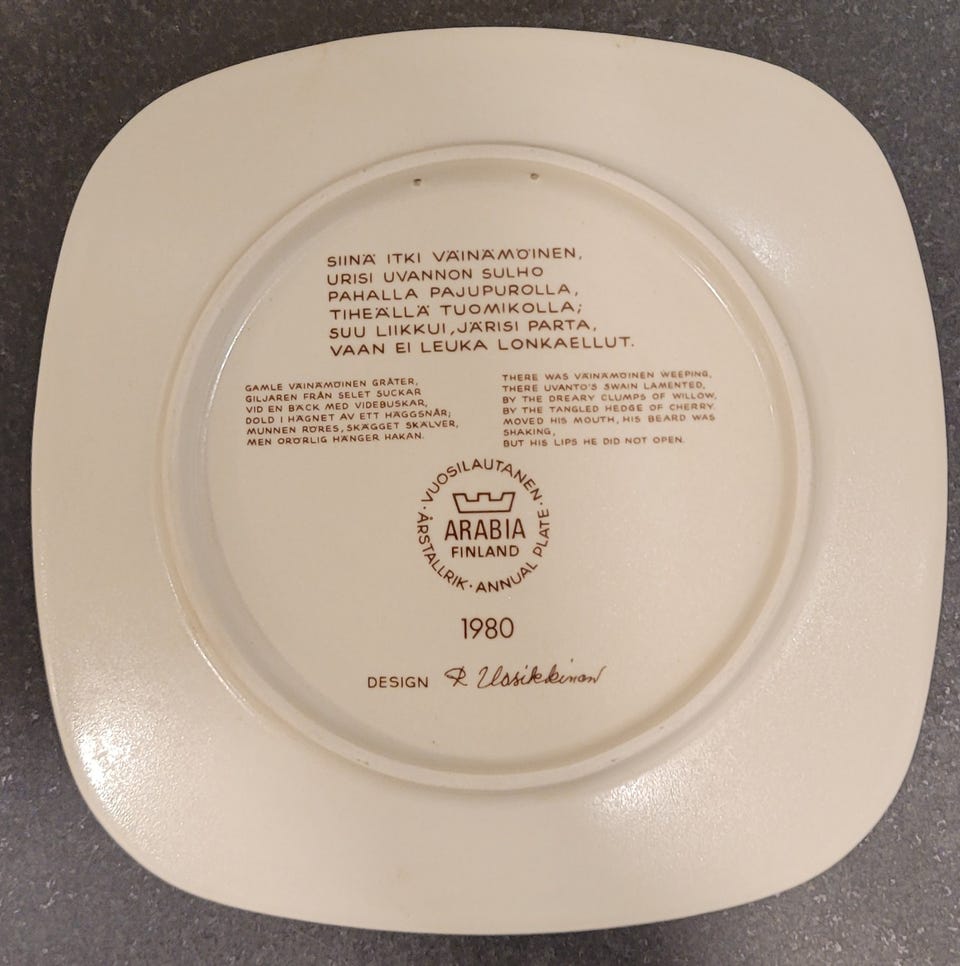 SIINÄ ITKI VÄINÄMÖINEN,
URISI UVANNON SULHO
PAHALLA PAJUPUROLLA,
TIHEÄLLÄ TUOMIKOLLA;
SUU LIIKKUI, JÄRISI PARTA,
VAAN EI LEUKA LONKAELLUT.
GAMLE VÄINÄMÖINEN GRÅTER,
GILJAREN FRÅN SELET SUCKAR
VID EN BÄCK MED VIDEBUSKAR,
DOLD I HÄGNET AV ETT HÄGGSNÅR;
MUNNEN RÖRES, SKÄGGET SKÄLVER,
MEN ORÖRLIG HÄNGER HAKAN.
THERE WAS VÄINÄMÖINEN WEEPING,
THERE UVANTO'S SWAIN LAMENTED,
BY THE DREARY CLUMPS OF WILLOW,
BY THE TANGLED HEDGE OF CHERRY.
MOVED HIS MOUTH, HIS BEARD WAS
SHAKING,
BUT HIS LIPS HE DID NOT OPEN.
· VUOSILAUTANEN ·
ARABIA
FINLAND
ÅRSTALLRIK · ANNUAL PLATE
1980
DESIGN R Uosikkinen